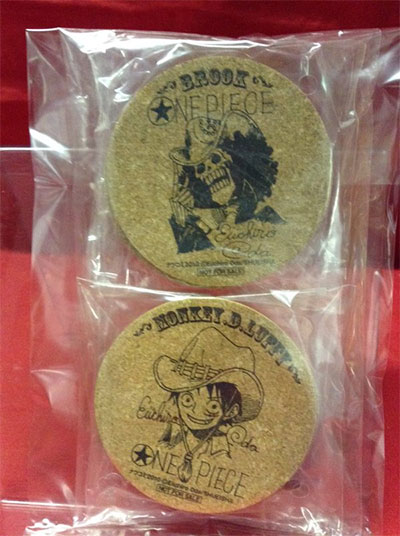 BROOK
ONE PIECE
Eiichiro
Oda
NOT FOR SALE
MONKEY.D.LUFFY
Eiichiro Oda
ONE PIECE
NOT FOR SALE